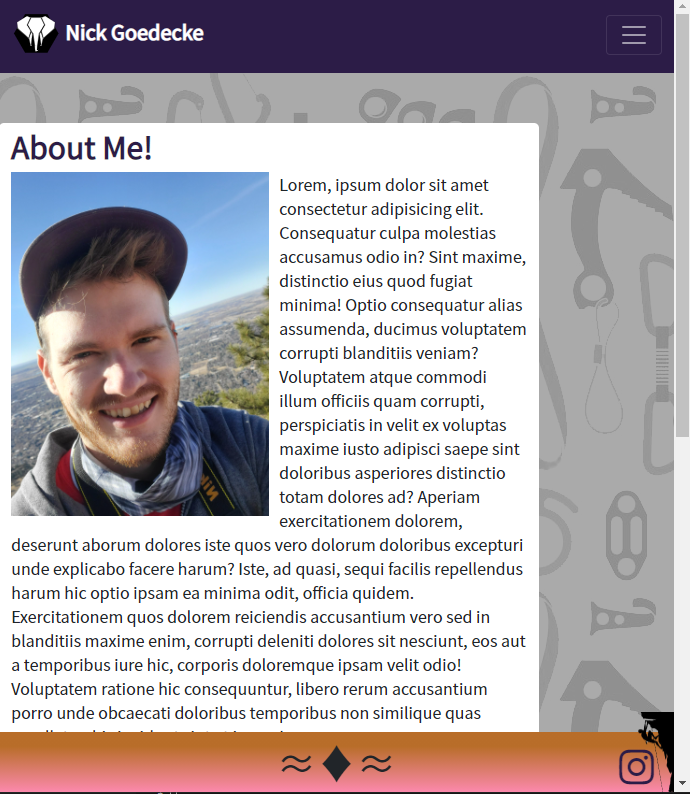 Nick Goedecke
About Me!
Lorem, ipsum dolor sit amet
consectetur adipisicing elit.
Consequatur culpa molestias
accusamus odio in? Sint maxime,
distinctio eius quod fugiat
minima! Optio consequatur alias
assumenda, ducimus voluptatem
corrupti blanditiis veniam?
Voluptatem atque commodi
illum officiis quam corrupti,
perspiciatis in velit ex voluptas
maxime iusto adipisci saepe sint
doloribus asperiores distinctio
totam dolores ad? Aperiam
exercitationem dolorem,
deserunt aborum dolores iste quos vero dolorum doloribus excepturi
unde explicabo facere harum? Iste, ad quasi, sequi facilis repellendus
harum hic optio ipsam ea minima odit, officia quidem.
Exercitationem quos dolorem reiciendis accusantium vero sed in
blanditiis maxime enim, corrupti deleniti dolores sit nesciunt, eos aut
a temporibus iure hic, corporis doloremque ipsam velit odio!
Voluptatem ratione hic consequuntur, libero rerum accusantium
porro unde obcaecati doloribus temporibus non similique quas